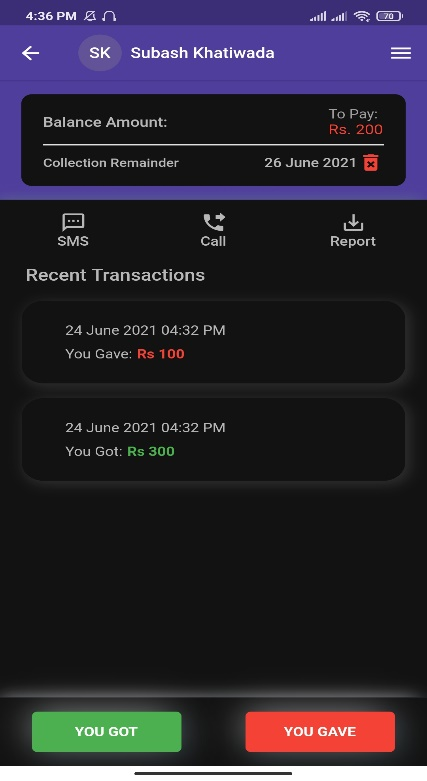 4:36 PM 70
SK Subash Khatiwada
Balance Amount:
To Pay:
Rs. 200
Collection Remainder 26 June 2021
SMS Call Report
Recent Transactions
24 June 2021 04:32 PM
You Gave: Rs 100
24 June 2021 04:32 PM
You Got: Rs 300
YOU GOT YOU GAVE